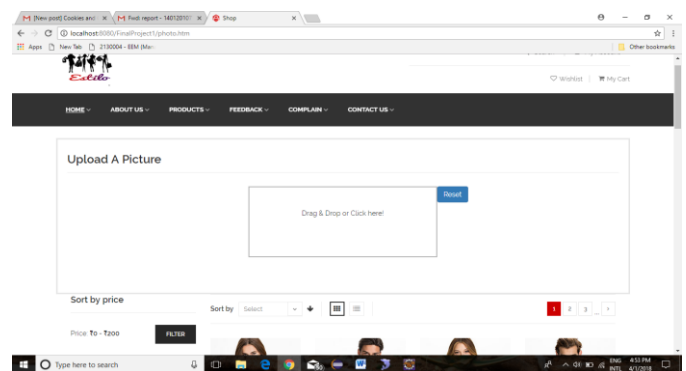 [New post] Cookies and
Fwd: report - 140120107
Shop
localhost:8080/FinalProject1/photo.htm
Apps
New Tab
2130004 - EEM (Man
Other bookmarks
Estilo
Wishlist
My Cart
HOME
ABOUT US
PRODUCTS
FEEDBACK
COMPLAIN
CONTACT US
Upload A Picture
Drag & Drop or Click here!
Reset
Sort by price
Sort by
Select
1 2 3 ...
Price: ₹0 - ₹200
FILTER
Type here to search
ENG
INTL
4:53 PM
4/1/2018